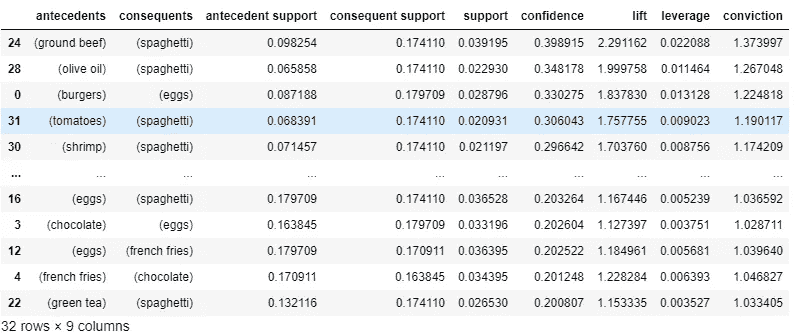 antecedents consequents antecedent support consequent support support confidence lift leverage conviction
24 (ground beef) (spaghetti) 0.098254 0.174110 0.039195 0.398915 2.291162 0.022088 1.373997
28 (olive oil) (spaghetti) 0.065858 0.174110 0.022930 0.348178 1.999758 0.011464 1.267048
0 (burgers) (eggs) 0.087188 0.179709 0.028796 0.330275 1.837830 0.013128 1.224818
31 (tomatoes) (spaghetti) 0.068391 0.174110 0.020931 0.306043 1.757755 0.009023 1.190117
30 (shrimp) (spaghetti) 0.071457 0.174110 0.021197 0.296642 1.703760 0.008756 1.174209
... ... ... ... ... ... ... ... ... ...
16 (eggs) (spaghetti) 0.179709 0.174110 0.036528 0.203264 1.167446 0.005239 1.036592
3 (chocolate) (eggs) 0.163845 0.179709 0.033196 0.202604 1.127397 0.003751 1.028711
12 (eggs) (french fries) 0.179709 0.170911 0.036395 0.202522 1.184961 0.005681 1.039640
4 (french fries) (chocolate) 0.170911 0.163845 0.034395 0.201248 1.228284 0.006393 1.046827
22 (green tea) (spaghetti) 0.132116 0.174110 0.026530 0.200807 1.153335 0.003527 1.033405
32 rows × 9 columns